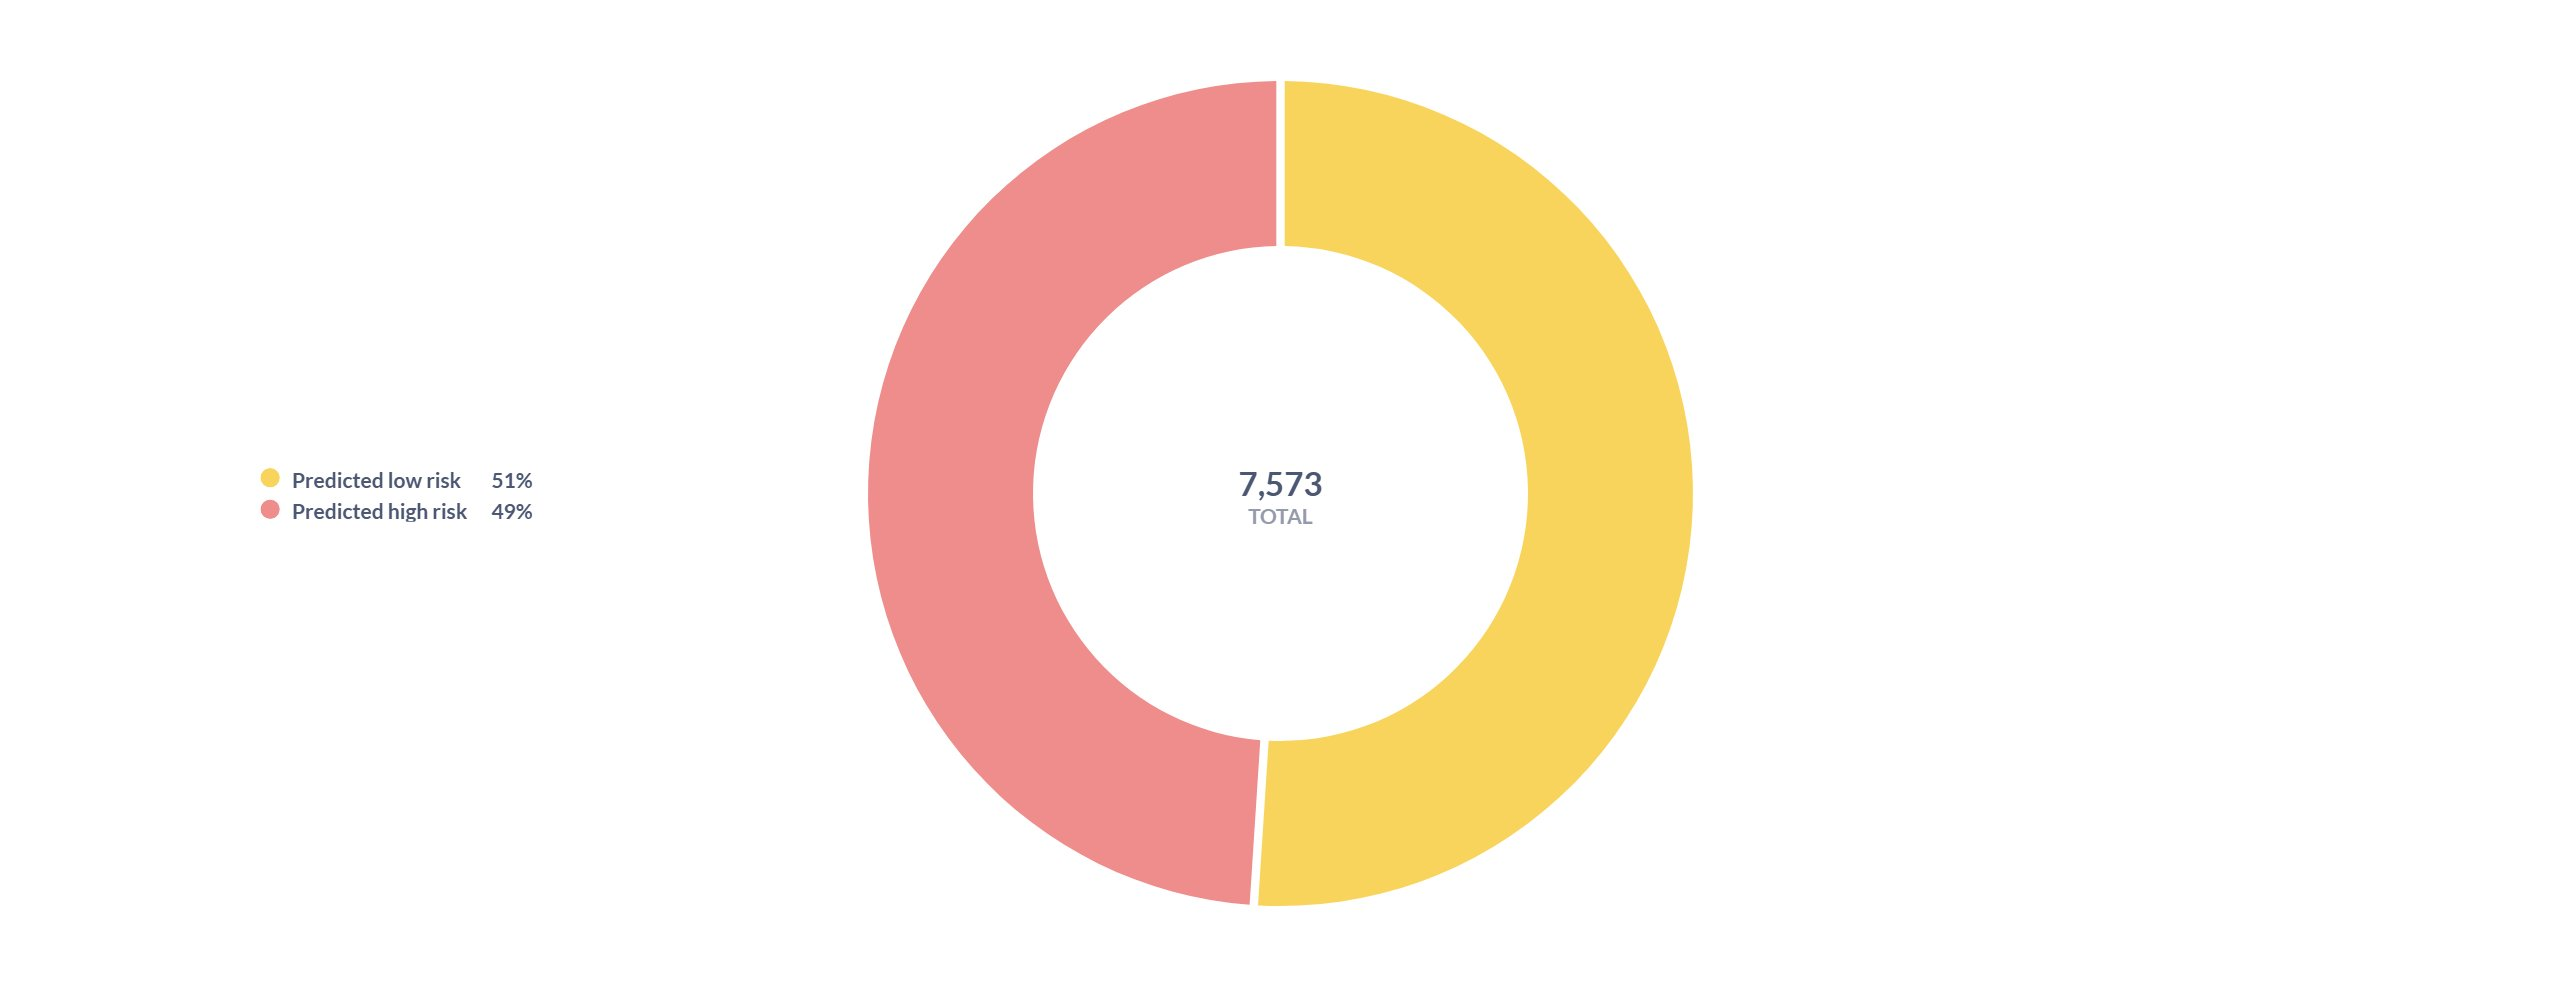 Predicted low risk 51%
Predicted high risk 49%
7,573
TOTAL